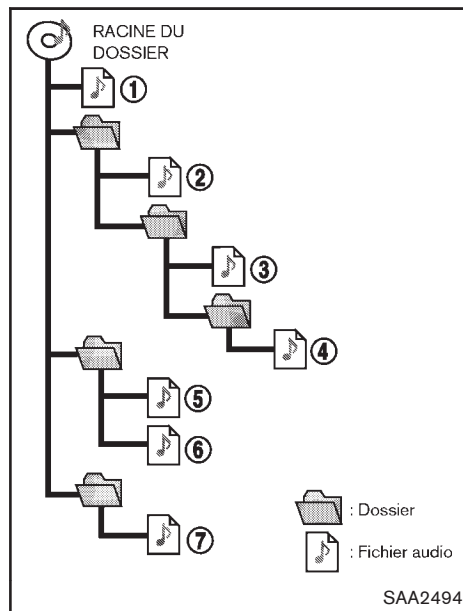 RACINE DU
DOSSIER
①
②
③
④
⑤
⑥
⑦
: Dossier
: Fichier audio
SAA2494